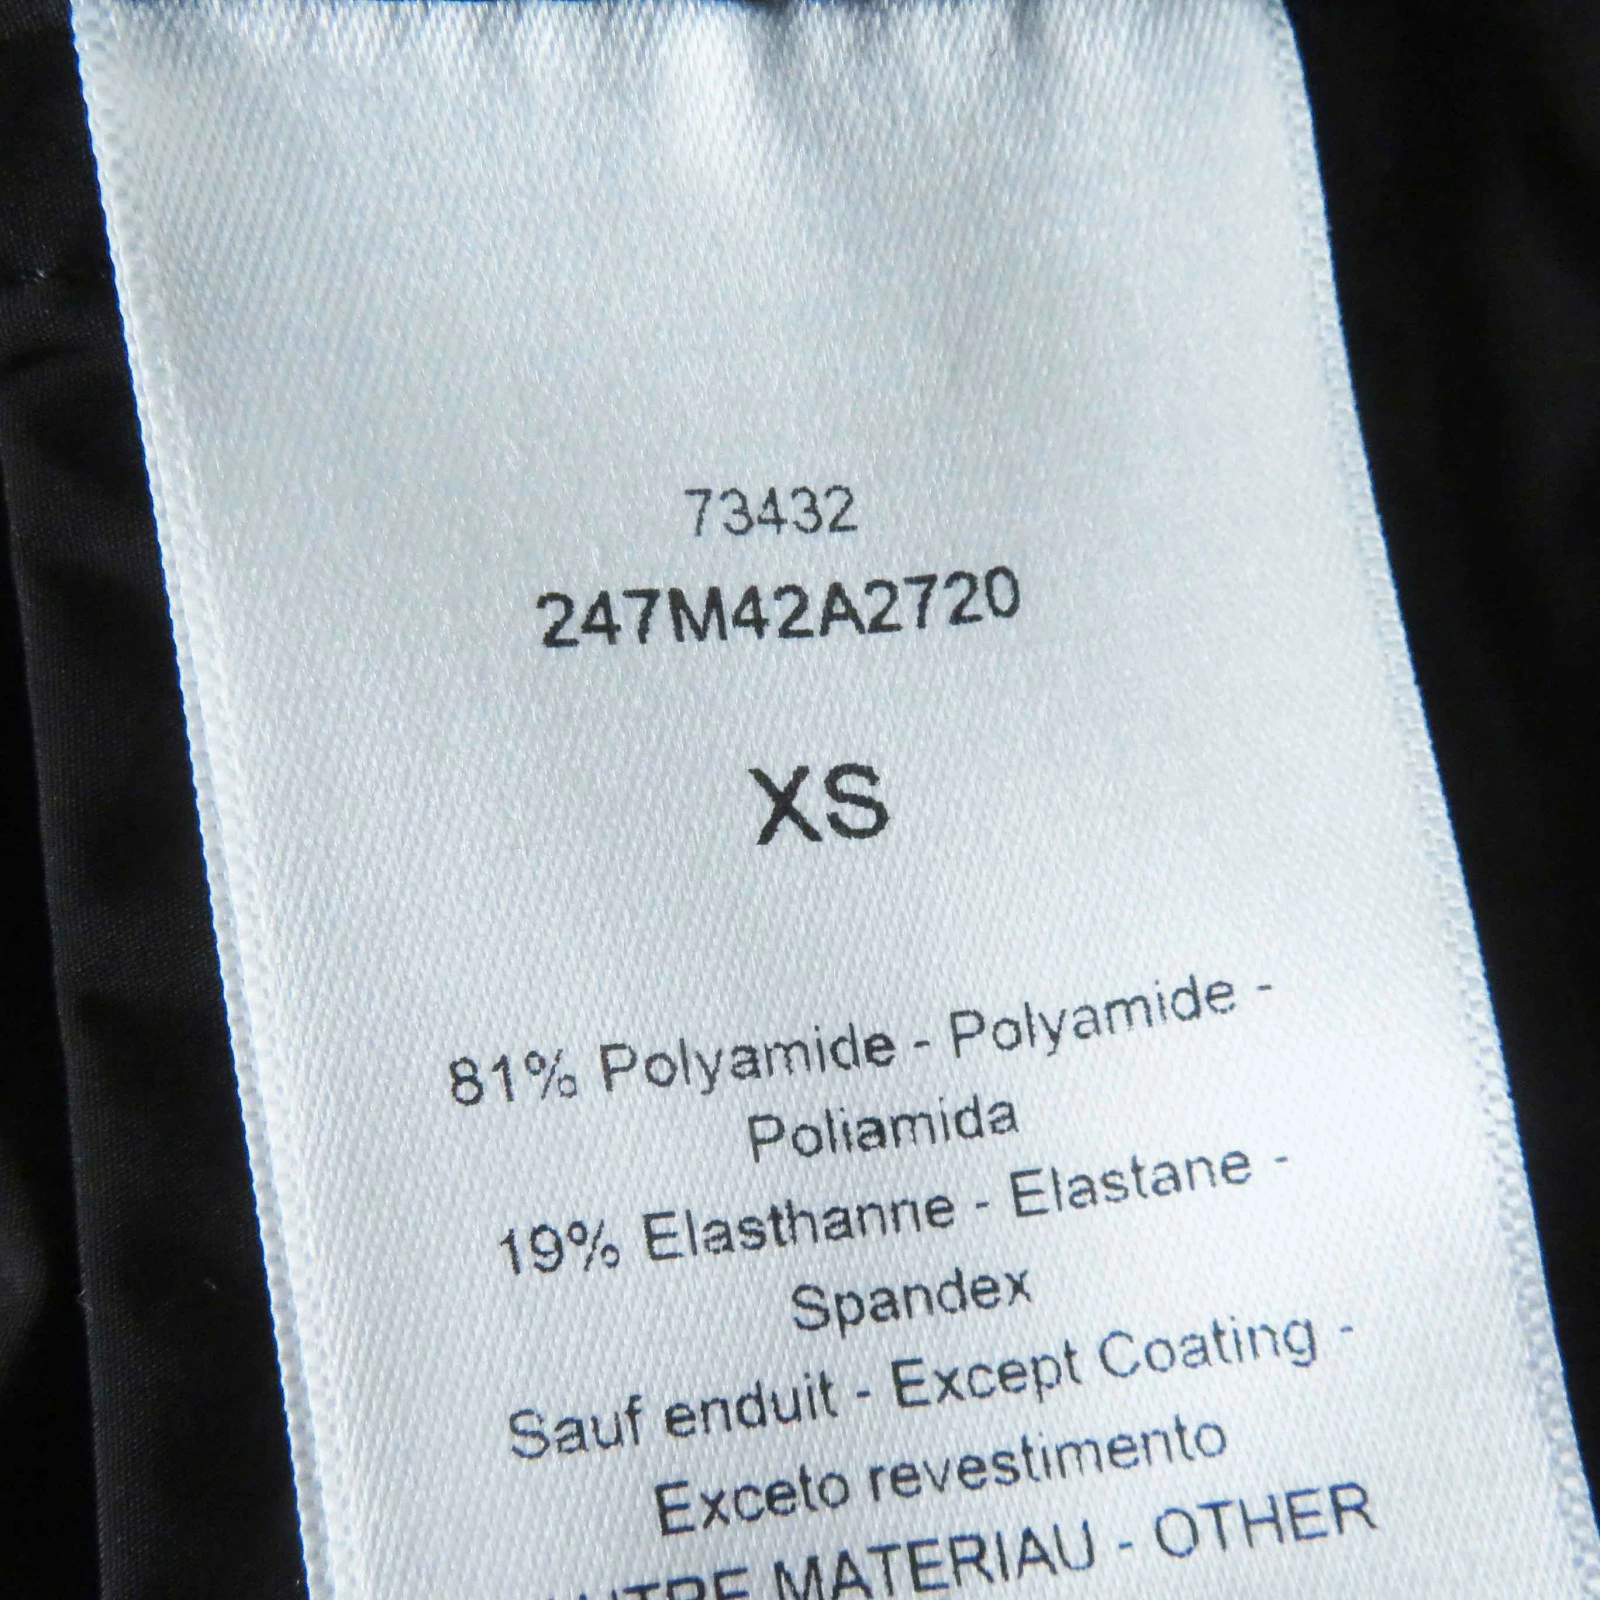 73432
247M42A2720
XS
81% Polyamide - Polyamide -
Poliamida
19% Elasthanne - Elastane -
Spandex
Sauf enduit - Except Coating -
Exceto revestimento
AUTRE MATERIAU - OTHER